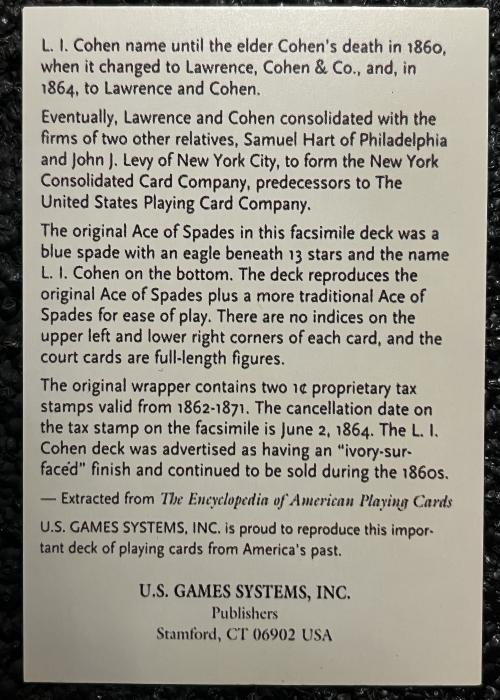 L. I. Cohen name until the elder Cohen's death in 1860,
when it changed to Lawrence, Cohen & Co., and, in
1864, to Lawrence and Cohen.
Eventually, Lawrence and Cohen consolidated with the
firms of two other relatives, Samuel Hart of Philadelphia
and John J. Levy of New York City, to form the New York
Consolidated Card Company, predecessors to The
United States Playing Card Company.
The original Ace of Spades in this facsimile deck was a
blue spade with an eagle beneath 13 stars and the name
L. I. Cohen on the bottom. The deck reproduces the
original Ace of Spades plus a more traditional Ace of
Spades for ease of play. There are no indices on the
upper left and lower right corners of each card, and the
court cards are full-length figures.
The original wrapper contains two 1¢ proprietary tax
stamps valid from 1862-1871. The cancellation date on
the tax stamp on the facsimile is June 2, 1864. The L. I.
Cohen deck was advertised as having an "ivory-sur-
face'd" finish and continued to be sold during the 1860s.
— Extracted from The Encyclopedia of American Playing Cards
U.S. GAMES SYSTEMS, INC. is proud to reproduce this impor-
tant deck of playing cards from America's past.
U.S. GAMES SYSTEMS, INC.
Publishers
Stamford, CT 06902 USA